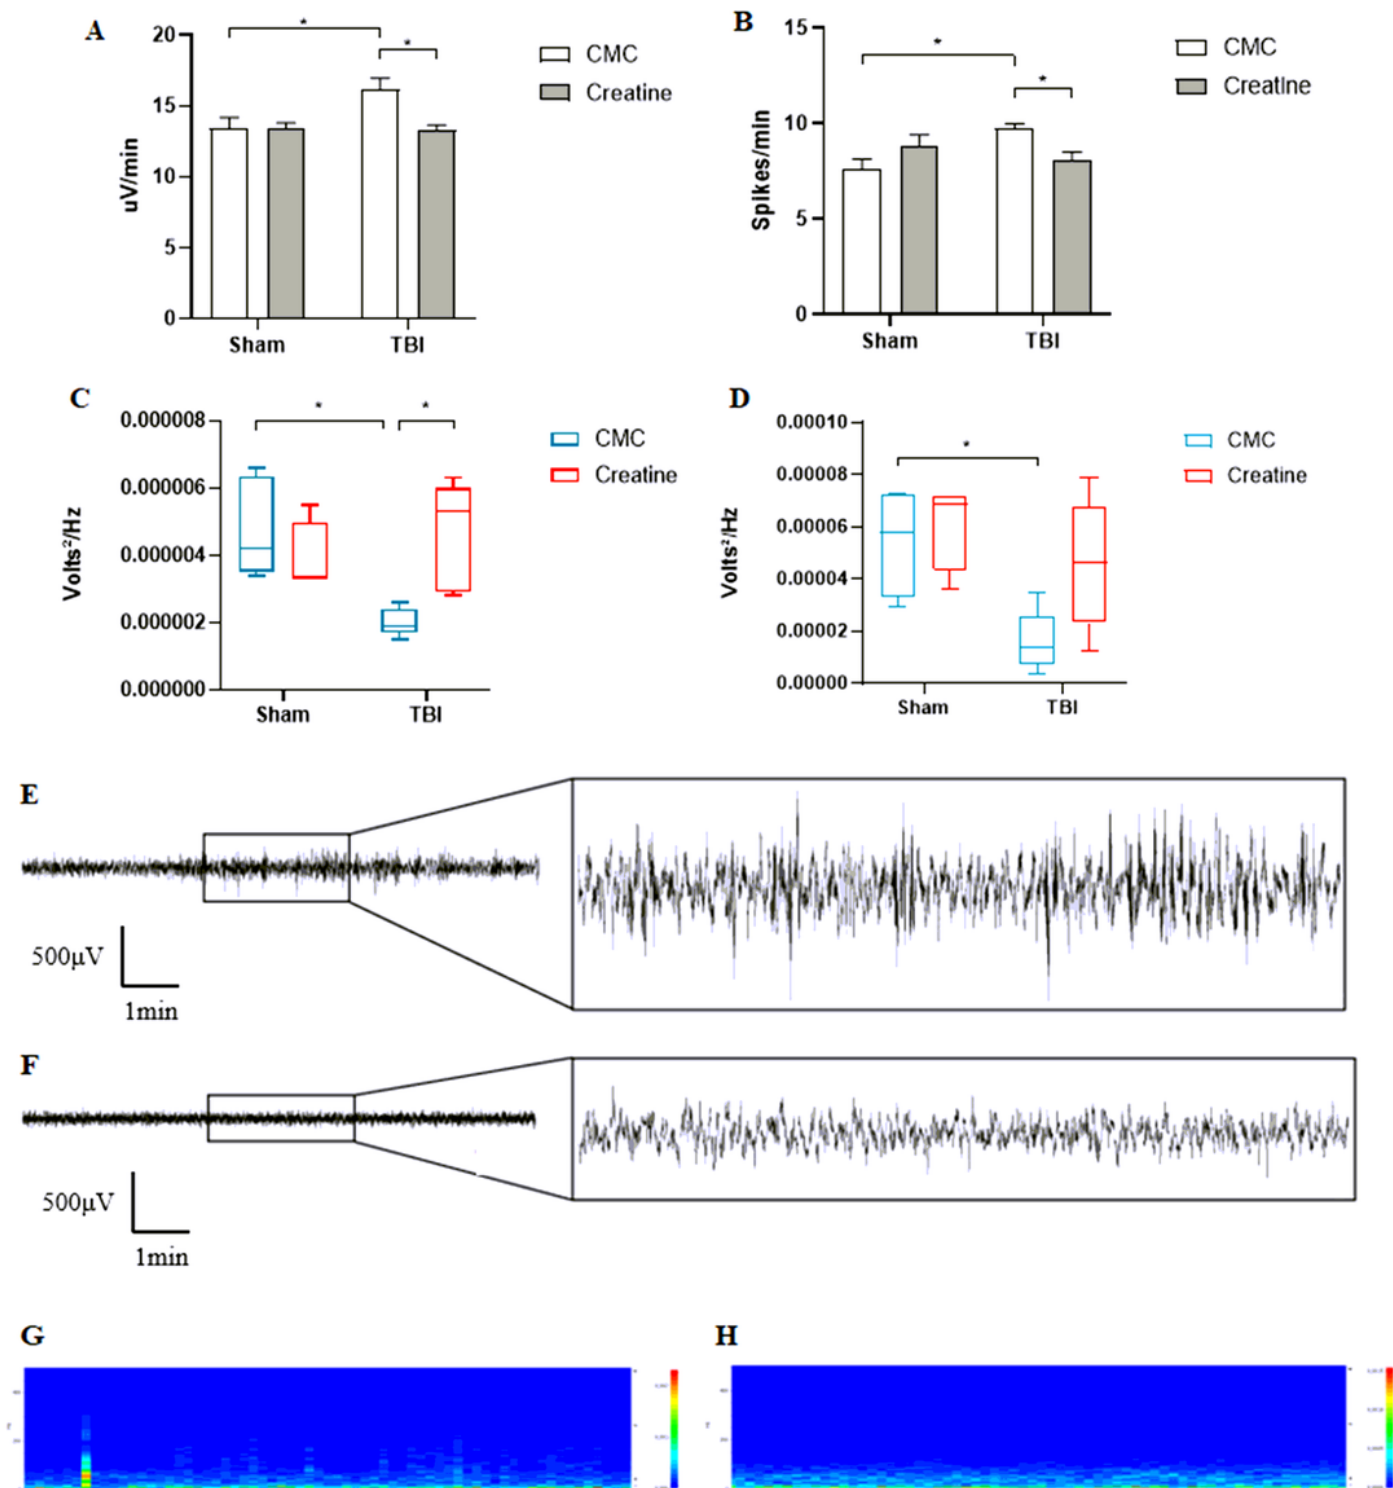 A
20
15
10
5
0
uV/min
*
*
Sham
TBI
CMC
Creatine
B
15
10
5
0
Spikes/min
*
*
Sham
TBI
CMC
Creatine
C
0.000008
0.000006
0.000004
0.000002
0.000000
Volts²/Hz
*
*
Sham
TBI
CMC
Creatine
D
0.00010
0.00008
0.00006
0.00004
0.00002
0.00000
Volts²/Hz
*
Sham
TBI
CMC
Creatine
E
500µV
1min
F
500µV
1min
G
H